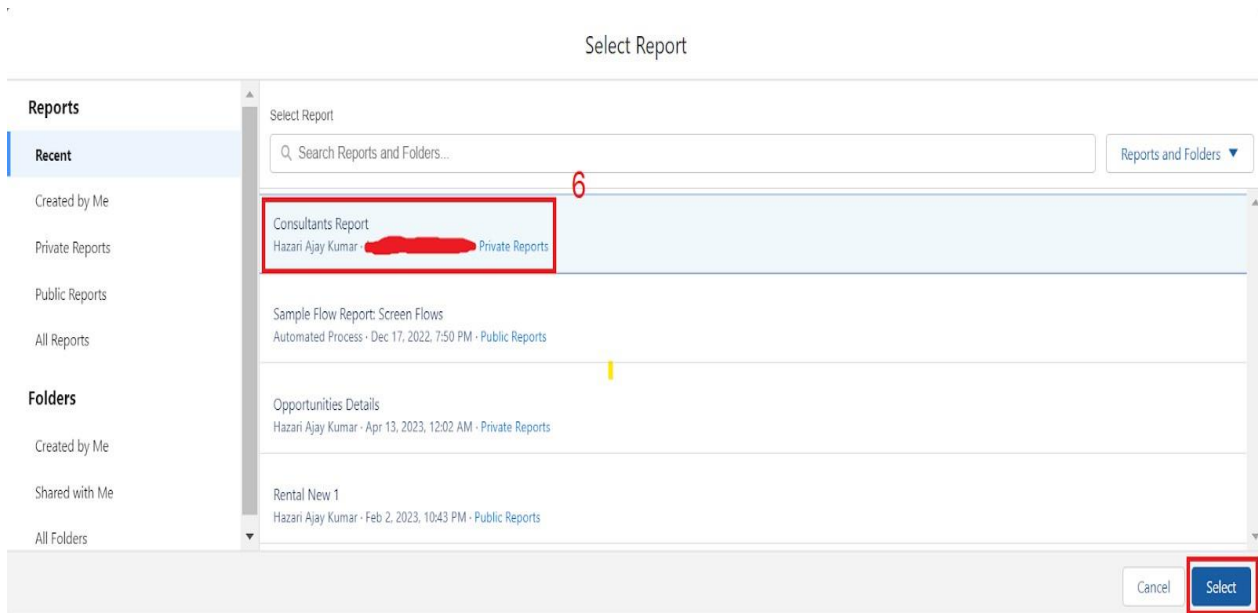 Select Report
Reports
Recent
Created by Me
Private Reports
Public Reports
All Reports
Folders
Created by Me
Shared with Me
All Folders
Select Report
Search Reports and Folders...
Reports and Folders
6
Consultants Report
Hazari Ajay Kumar · Private Reports
Sample Flow Report: Screen Flows
Automated Process · Dec 17, 2022, 7:50 PM · Public Reports
Opportunities Details
Hazari Ajay Kumar · Apr 13, 2023, 12:02 AM · Private Reports
Rental New 1
Hazari Ajay Kumar · Feb 2, 2023, 10:43 PM · Public Reports
Cancel
Select